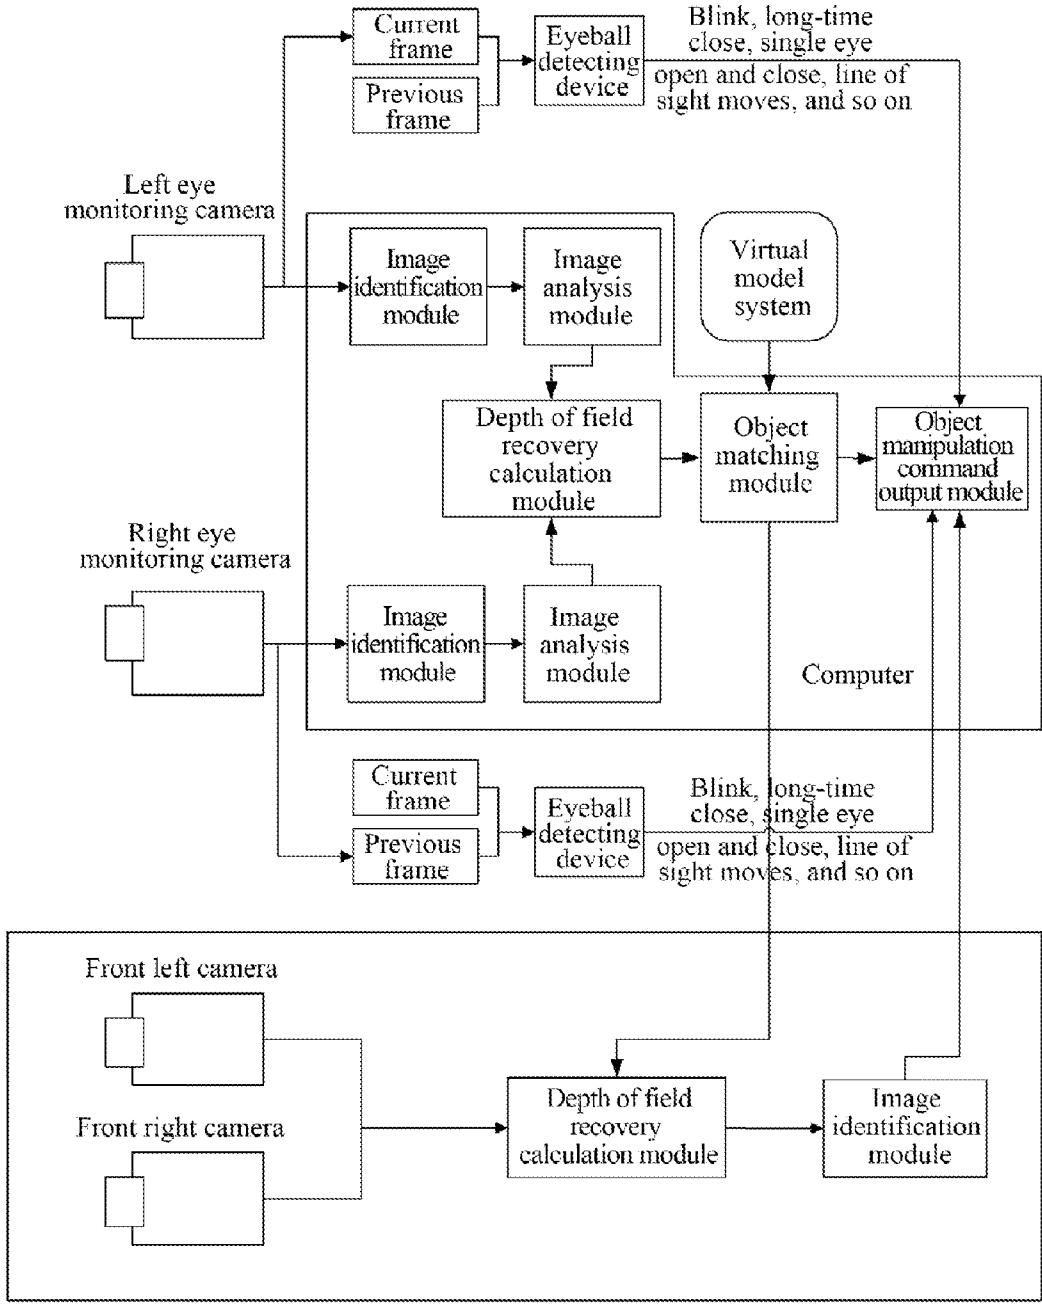 Current
frame
Previous
frame
Eyeball
detecting
device
Blink, long-time
close, single eye
open and close, line of
sight moves, and so on
Left eye
monitoring camera
Image
identification
module
Image
analysis
module
Virtual
model
system
Depth of field
recovery
calculation
module
Object
matching
module
Object
manipulation
command
output module
Right eye
monitoring camera
Image
identification
module
Image
analysis
module
Computer
Current
frame
Previous
frame
Eyeball
detecting
device
Blink, long-time
close, single eye
open and close, line of
sight moves, and so on
Front left camera
Front right camera
Depth of field
recovery
calculation module
Image
identification
module